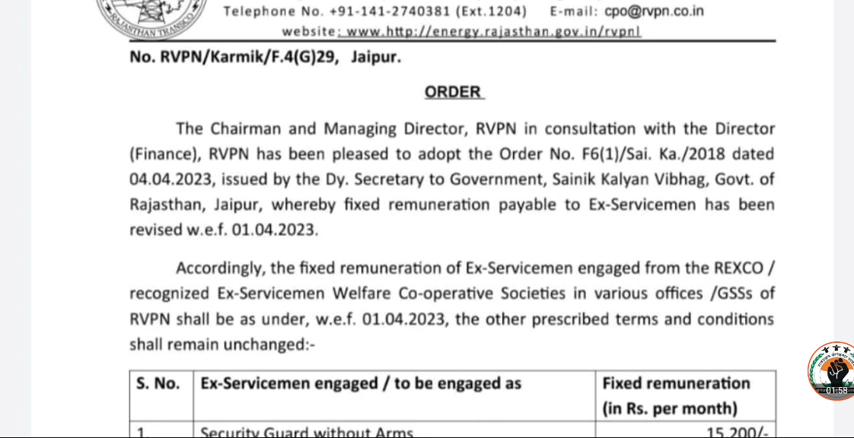 RAJASTHAN TRANSCO
Telephone No. +91-141-2740381 (Ext.1204) E-mail: cpo@rvpn.co.in
website: www.http://energy.rajasthan.gov.in/rvpnl
No. RVPN/Karmik/F.4(G)29, Jaipur.
ORDER
The Chairman and Managing Director, RVPN in consultation with the Director
(Finance), RVPN has been pleased to adopt the Order No. F6(1)/Sai. Ka./2018 dated
04.04.2023, issued by the Dy. Secretary to Government, Sainik Kalyan Vibhag, Govt. of
Rajasthan, Jaipur, whereby fixed remuneration payable to Ex-Servicemen has been
revised w.e.f. 01.04.2023.
Accordingly, the fixed remuneration of Ex-Servicemen engaged from the REXCO /
recognized Ex-Servicemen Welfare Co-operative Societies in various offices /GSSs of
RVPN shall be as under, w.e.f. 01.04.2023, the other prescribed terms and conditions
shall remain unchanged:-
S. No. Ex-Servicemen engaged / to be engaged as Fixed remuneration
(in Rs. per month)
1. Security Guard without Arms 15,200/-
01:58